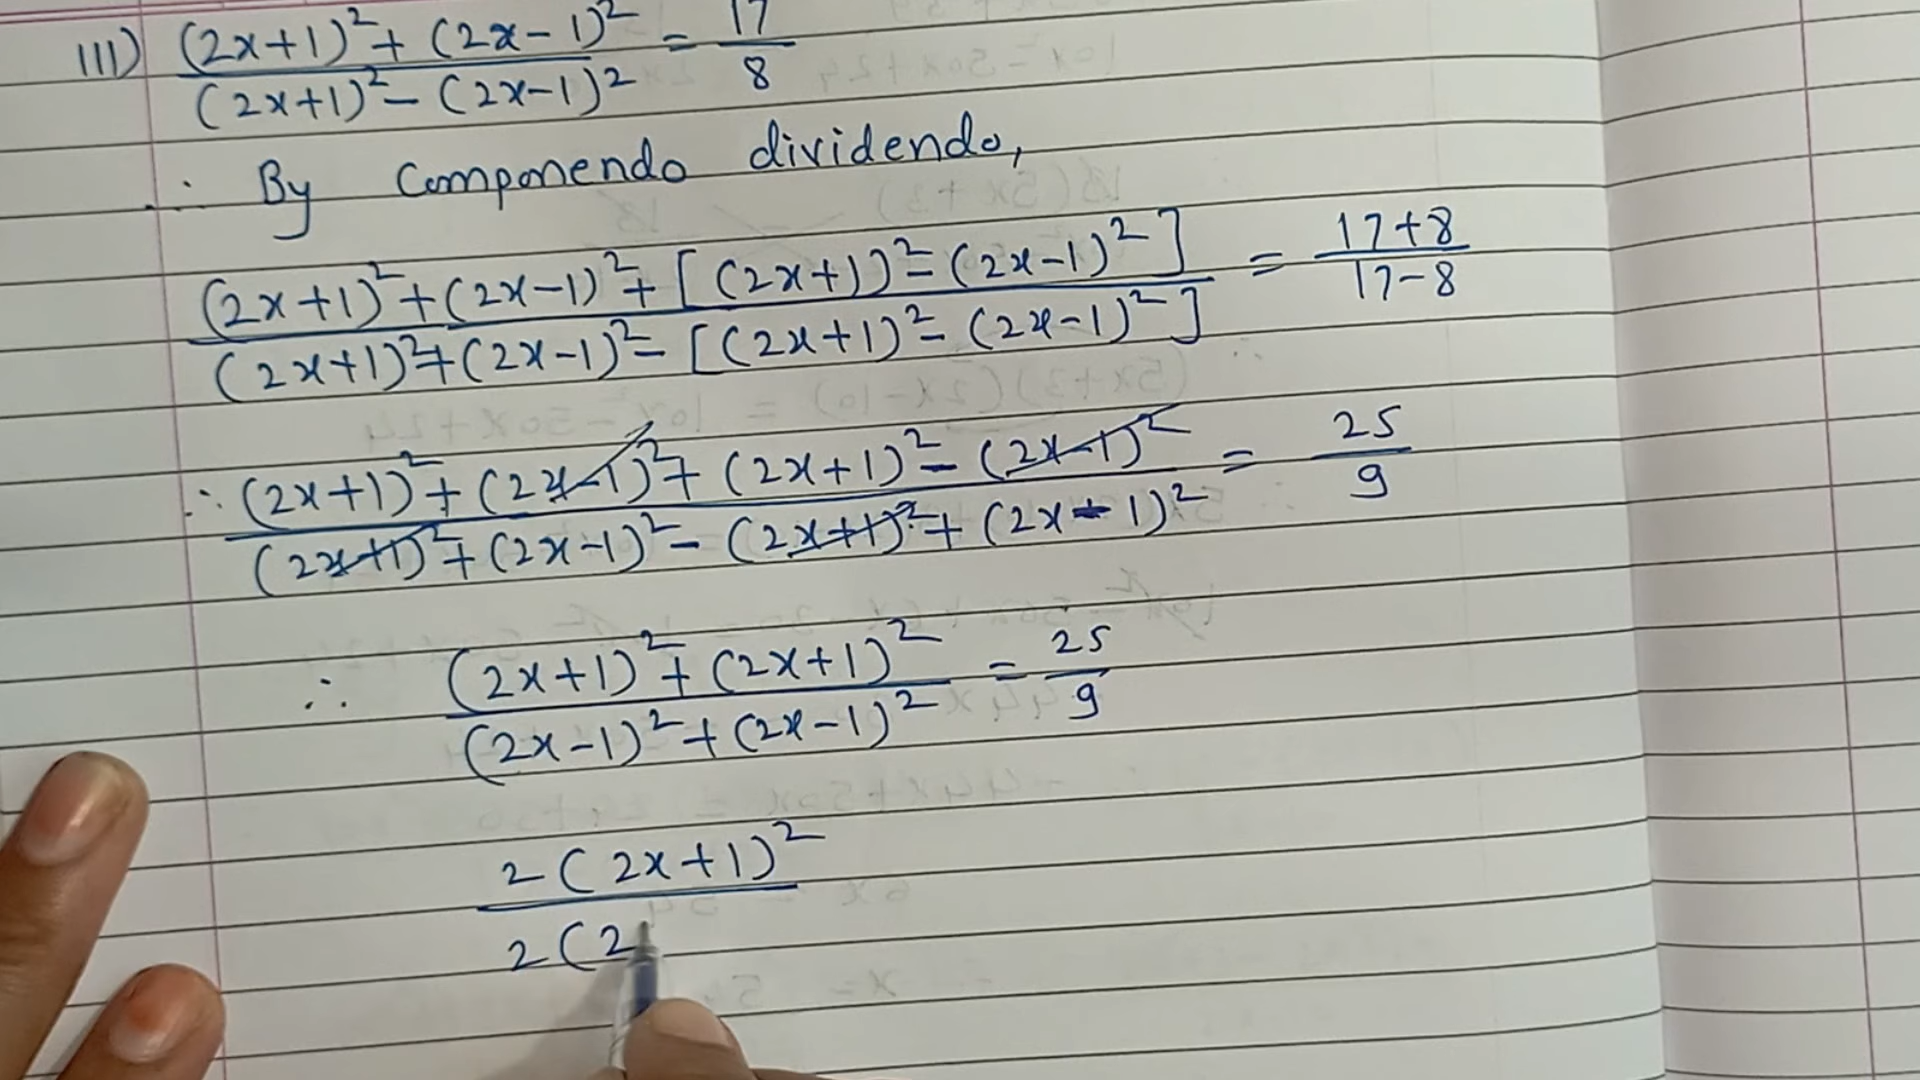 III) (2x+1)² + (2x-1)² / (2x+1)² - (2x-1)² = 17/8
∴ By Componendo dividendo,
(2x+1)² + (2x-1)² + [(2x+1)² - (2x-1)²] / (2x+1)² + (2x-1)² - [(2x+1)² - (2x-1)²] = 17+8 / 17-8
∴ (2x+1)² + (2x-1)² + (2x+1)² - (2x-1)² / (2x+1)² + (2x-1)² - (2x+1)² + (2x-1)² = 25/9
∴ (2x+1)² + (2x+1)² / (2x-1)² + (2x-1)² = 25/9
2(2x+1)² / 2(2